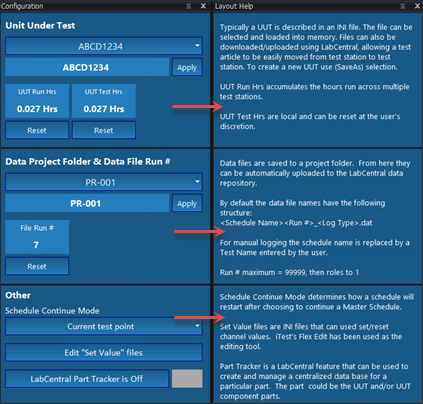 Configuration
Unit Under Test
ABCD1234
ABCD1234
Apply
UUT Run Hrs
0.027 Hrs
UUT Test Hrs
0.027 Hrs
Reset
Reset
Data Project Folder & Data File Run #
PR-001
PR-001
Apply
File Run #
7
Reset
Other
Schedule Continue Mode
Current test point
Edit "Set Value" files
LabCentral Part Tracker is Off
Layout Help
Typically a UUT is described in an INI file. The file can be
selected and loaded into memory. Files can also be
downloaded/uploaded using LabCentral, allowing a test
article to be easily moved from test station to test
station. To create a new UUT use (SaveAs) selection.
UUT Run Hrs accumulates the hours run across multiple
test stations.
UUT Test Hrs are local and can be reset at the user's
discretion.
Data files are saved to a project folder. From here they
can be automatically uploaded to the LabCentral data
repository.
By default the data file names have the following
structure:
<Schedule Name><Run #>_<Log Type>.dat
For manual logging the schedule name is replaced by a
Test Name entered by the user.
Run # maximum = 99999, then roles to 1
Schedule Continue Mode determines how a schedule will
restart after choosing to continue a Master Schedule.
Set Value files are INI files that can used set/reset
channel values. iTest's Flex Edit has been used as the
editing tool.
Part Tracker is a LabCentral feature that can be used to
create and manage a centralized data base for a
particular part. The part could be the UUT and/or UUT
component parts.